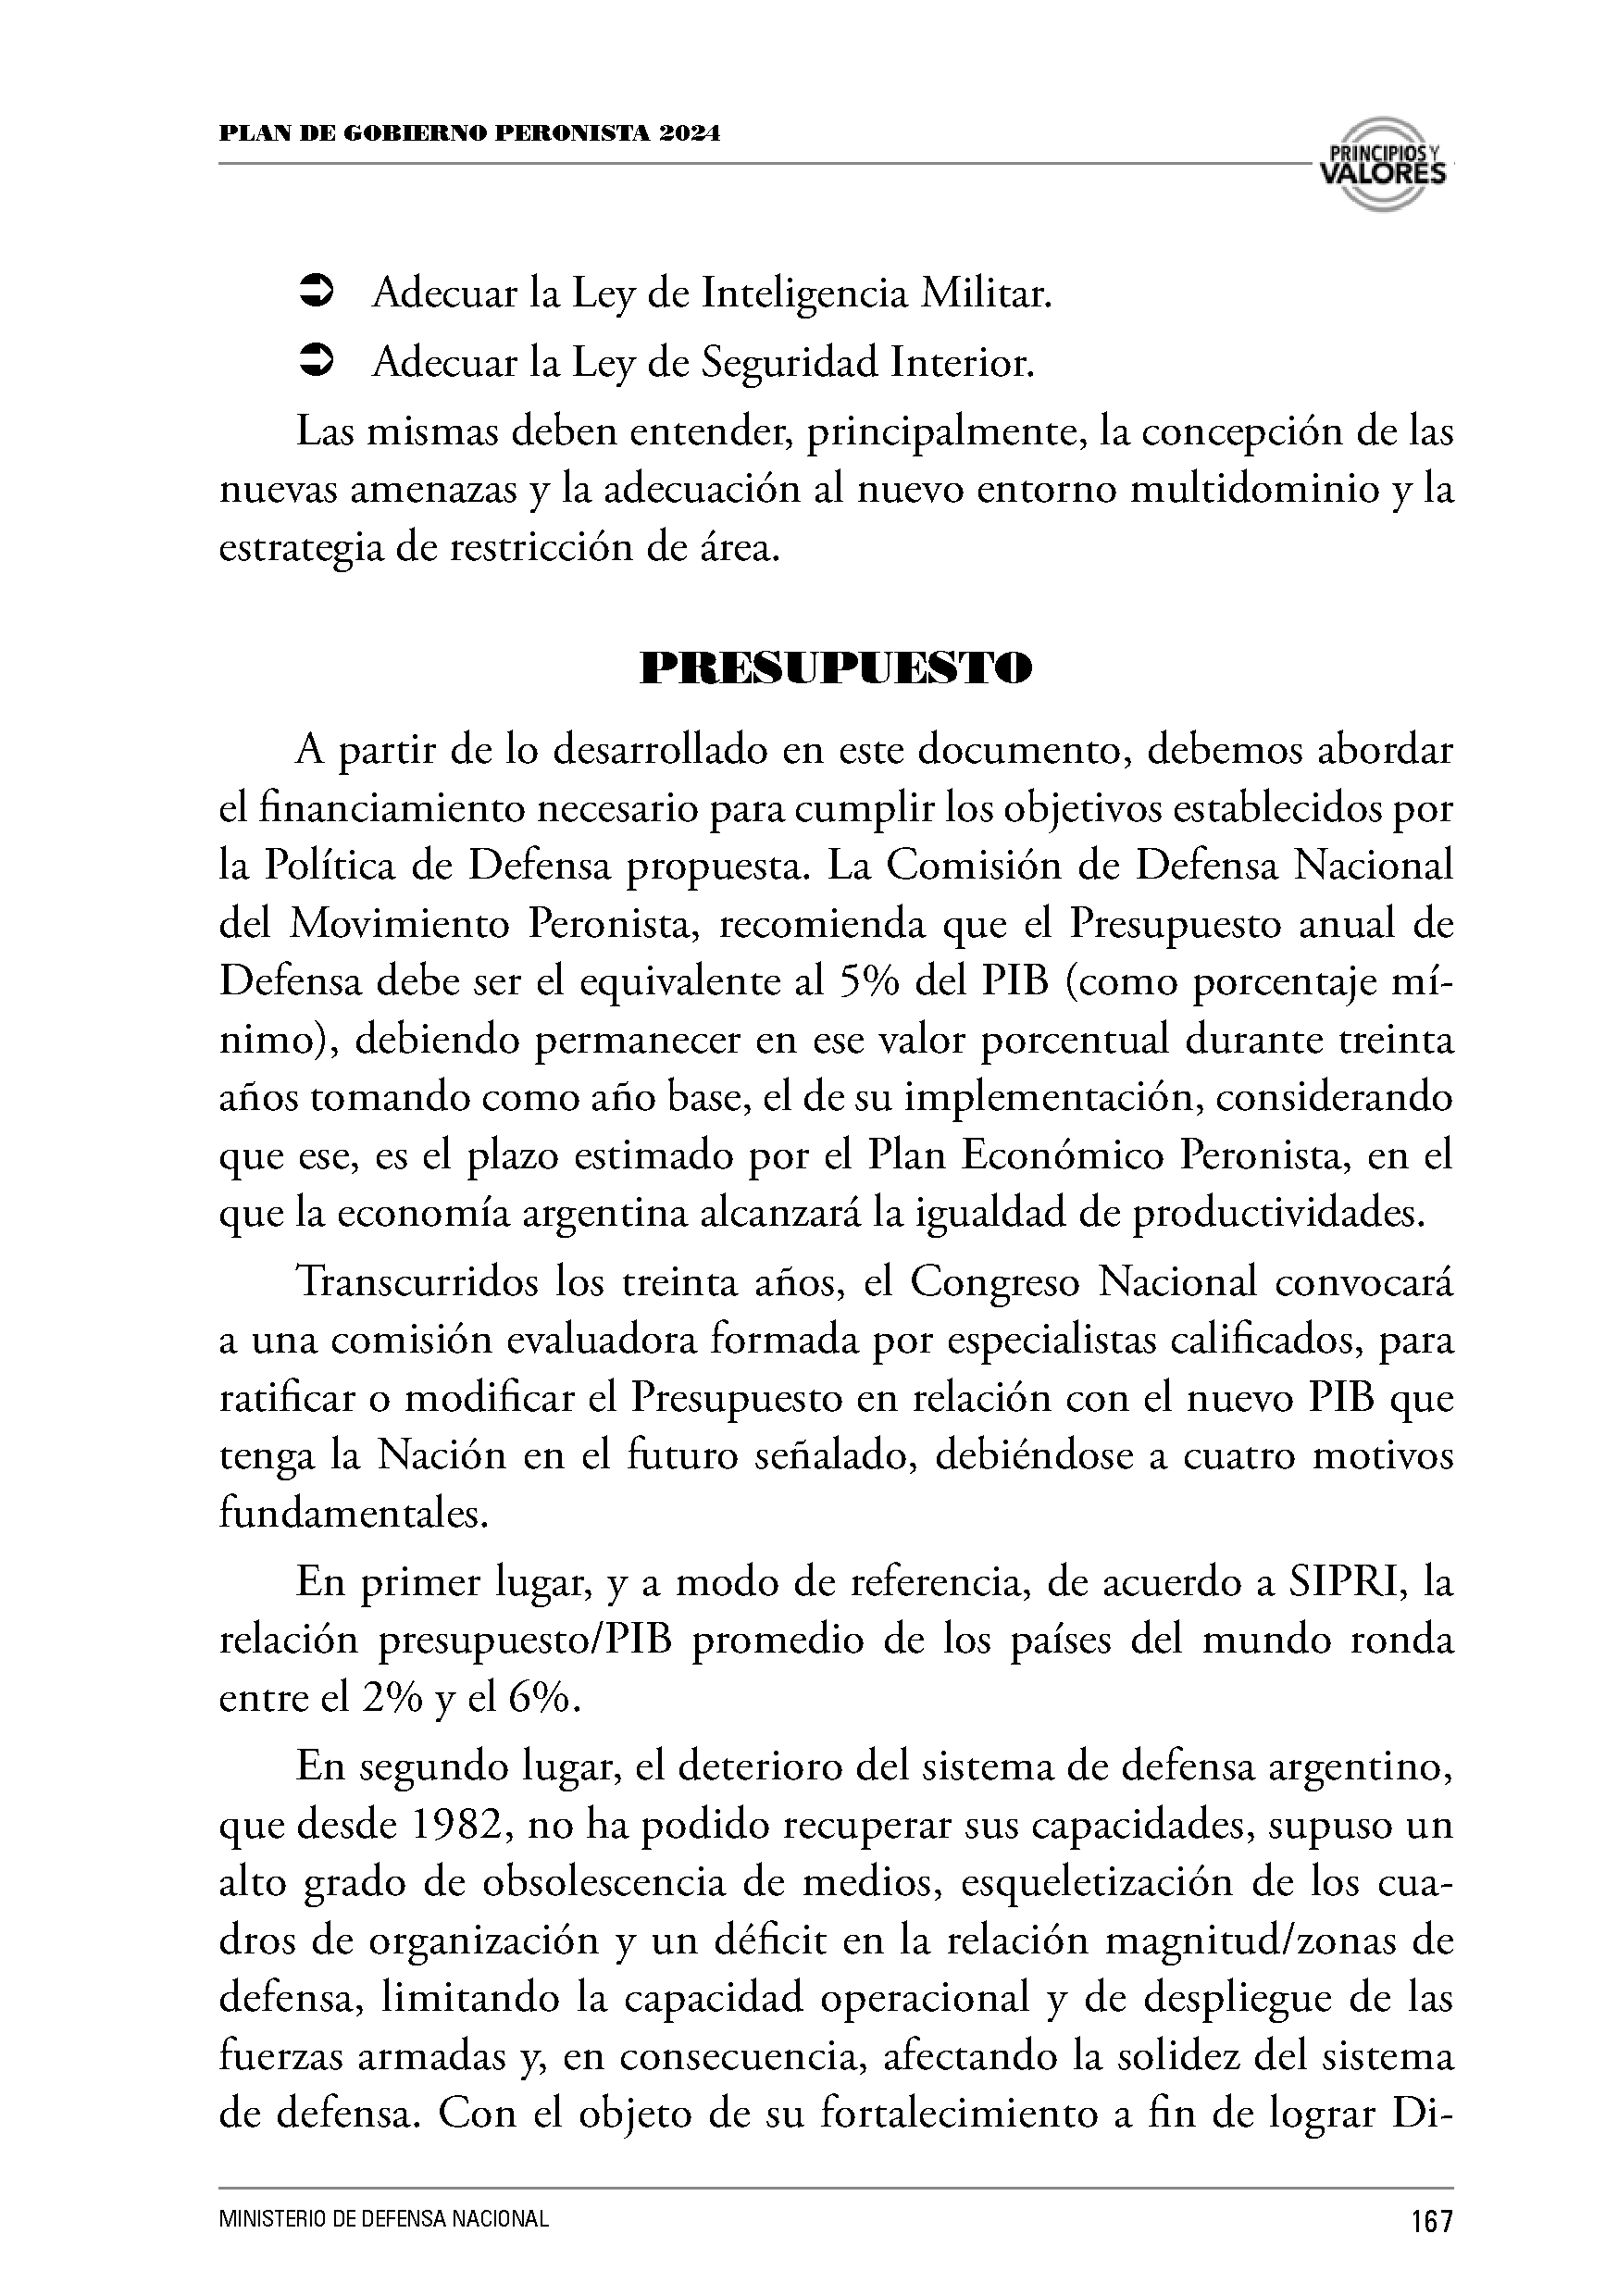 PLAN DE GOBIERNO PERONISTA 2024
PRINCIPIOS Y
VALORES
➲ Adecuar la Ley de Inteligencia Militar.
➲ Adecuar la Ley de Seguridad Interior.
Las mismas deben entender, principalmente, la concepción de las
nuevas amenazas y la adecuación al nuevo entorno multidominio y la
estrategia de restricción de área.
PRESUPUESTO
A partir de lo desarrollado en este documento, debemos abordar
el financiamiento necesario para cumplir los objetivos establecidos por
la Política de Defensa propuesta. La Comisión de Defensa Nacional
del Movimiento Peronista, recomienda que el Presupuesto anual de
Defensa debe ser el equivalente al 5% del PIB (como porcentaje mí-
nimo), debiendo permanecer en ese valor porcentual durante treinta
años tomando como año base, el de su implementación, considerando
que ese, es el plazo estimado por el Plan Económico Peronista, en el
que la economía argentina alcanzará la igualdad de productividades.
Transcurridos los treinta años, el Congreso Nacional convocará
a una comisión evaluadora formada por especialistas calificados, para
ratificar o modificar el Presupuesto en relación con el nuevo PIB que
tenga la Nación en el futuro señalado, debiéndose a cuatro motivos
fundamentales.
En primer lugar, y a modo de referencia, de acuerdo a SIPRI, la
relación presupuesto/PIB promedio de los países del mundo ronda
entre el 2% y el 6%.
En segundo lugar, el deterioro del sistema de defensa argentino,
que desde 1982, no ha podido recuperar sus capacidades, supuso un
alto grado de obsolescencia de medios, esqueletización de los cua-
dros de organización y un déficit en la relación magnitud/zonas de
defensa, limitando la capacidad operacional y de despliegue de las
fuerzas armadas y, en consecuencia, afectando la solidez del sistema
de defensa. Con el objeto de su fortalecimiento a fin de lograr Di-
MINISTERIO DE DEFENSA NACIONAL
167